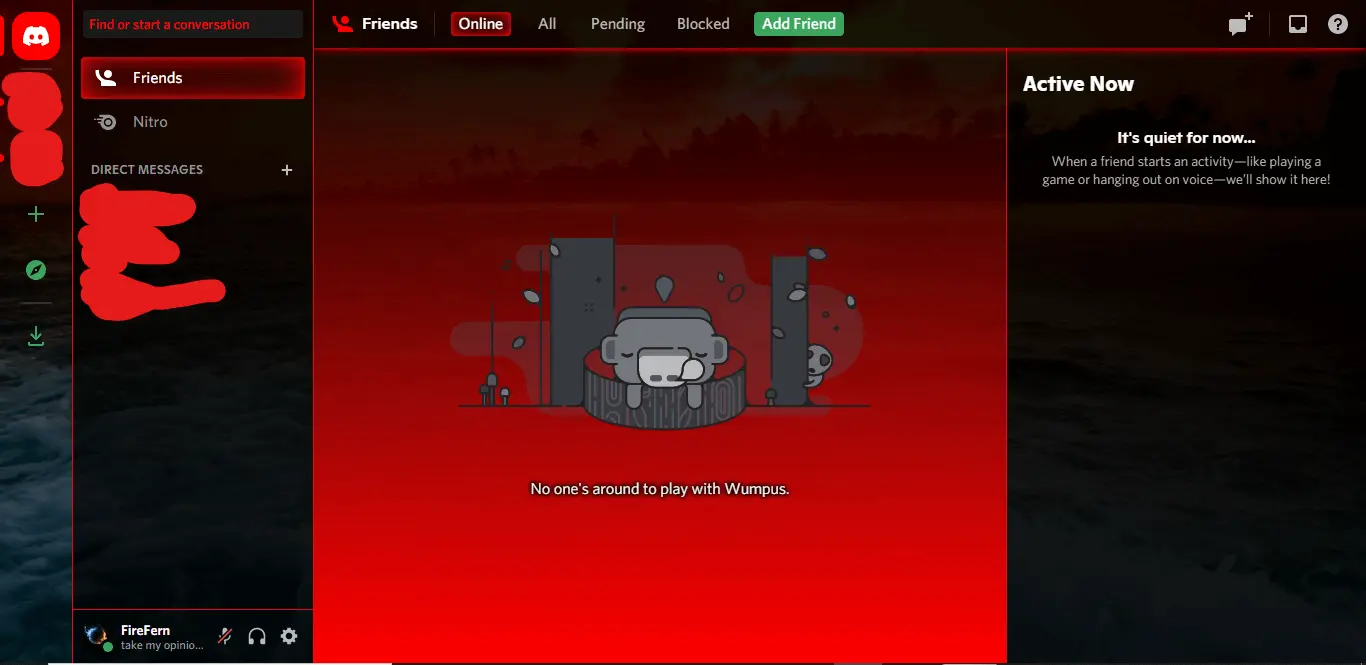 Find or start a conversation
Friends
Nitro
DIRECT MESSAGES
FireFern
take my opinio...
Friends
Online
All
Pending
Blocked
Add Friend
No one's around to play with Wumpus.
Active Now
It's quiet for now...
When a friend starts an activity—like playing a
game or hanging out on voice—we'll show it here!